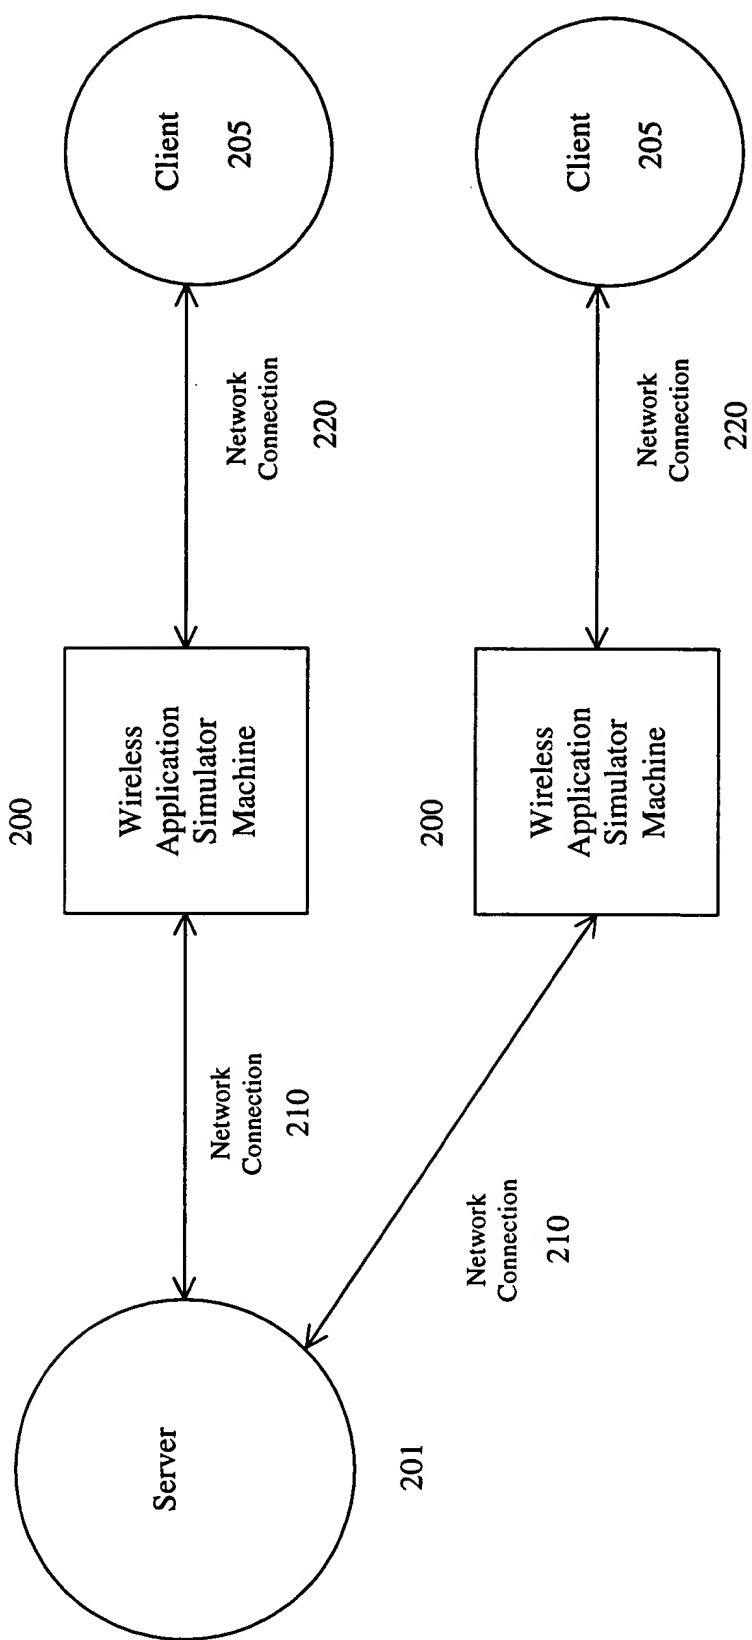 200
Server
Wireless
Application
Simulator
Machine
Client
205
Network
Connection
210
Network
Connection
220
201
200
Network
Connection
210
Wireless
Application
Simulator
Machine
Client
205
Network
Connection
220